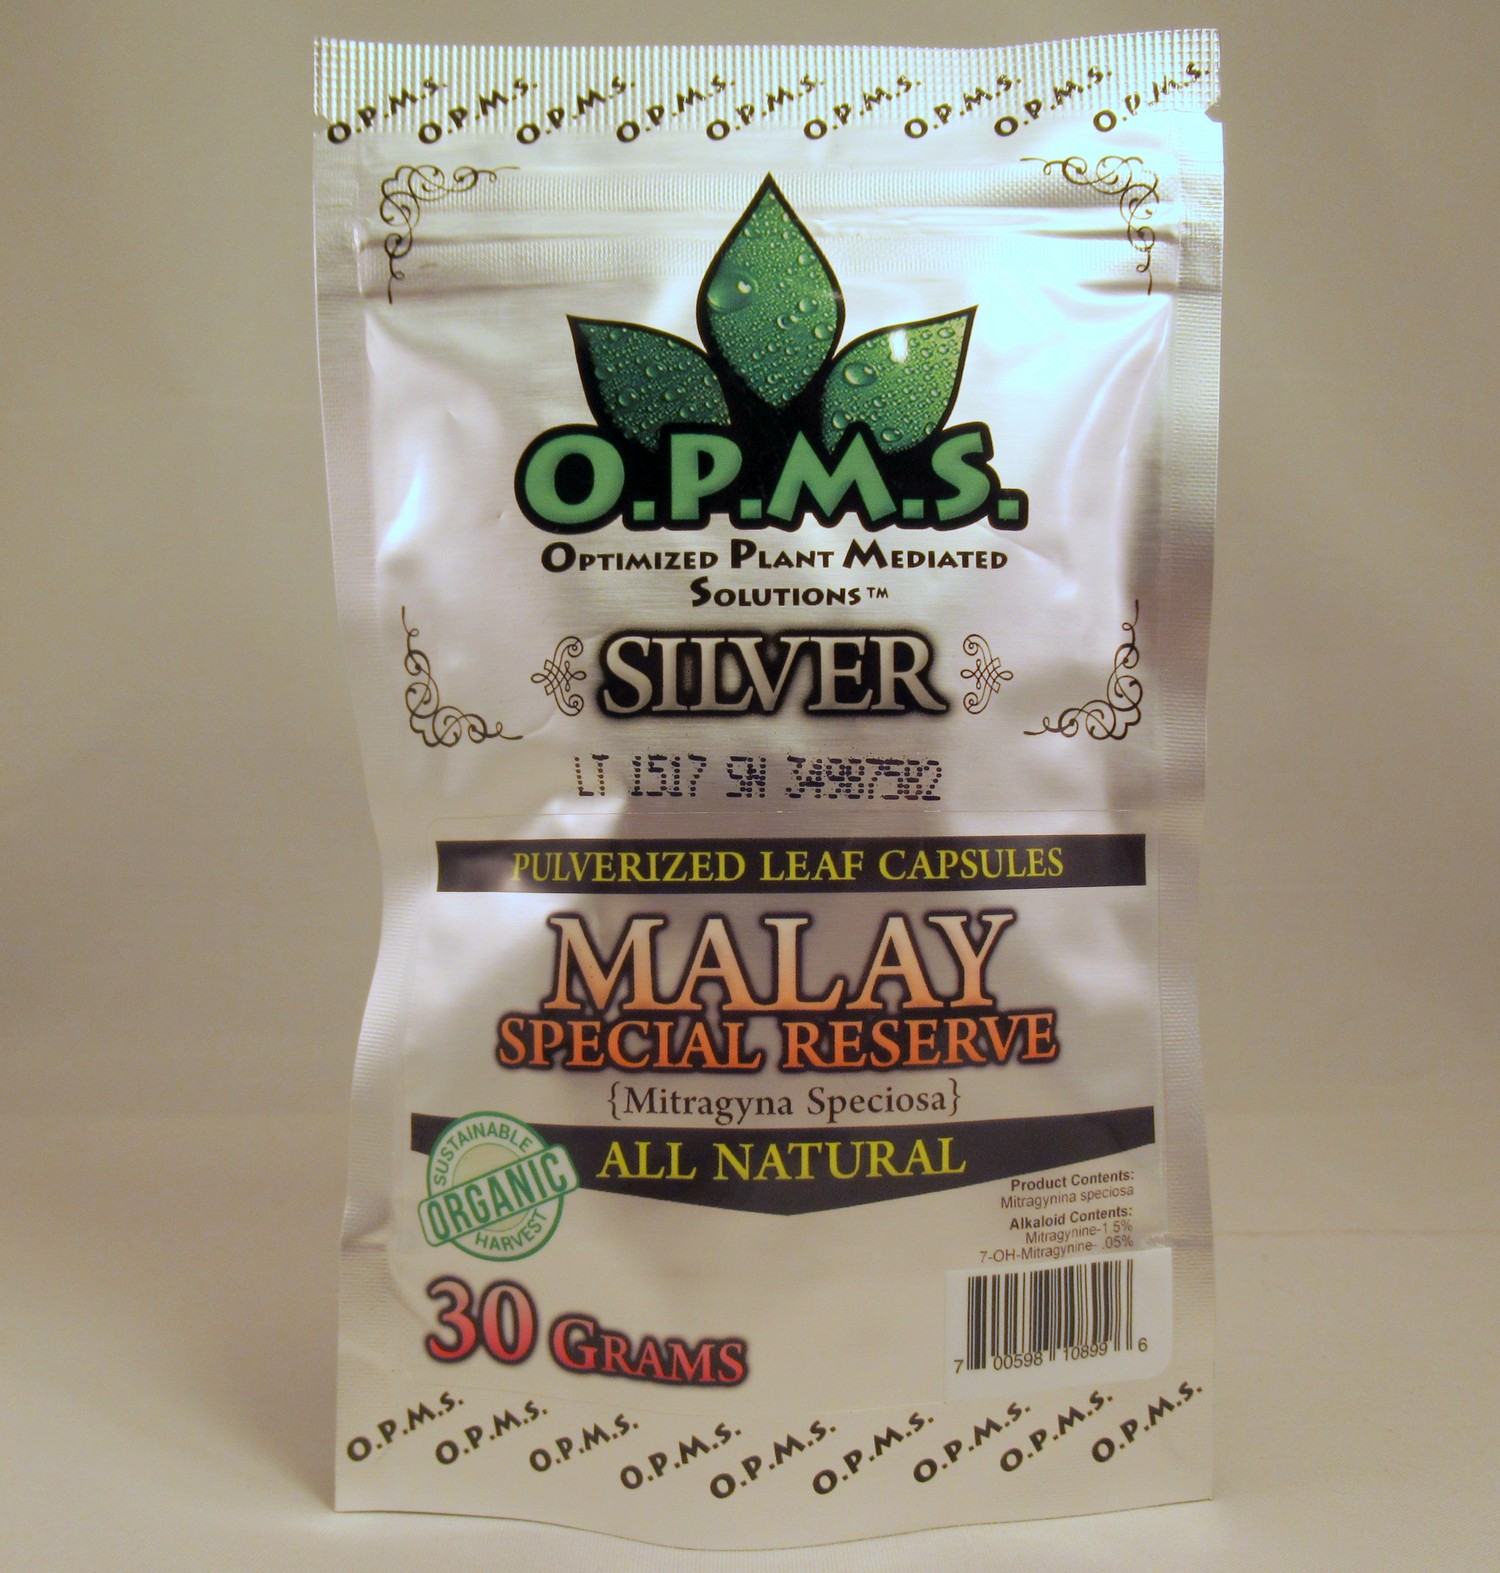 O.P.M.S. O.P.M.S. O.P.M.S. O.P.M.S. O.P.M.S. O.P.M.S. O.P.M.S. O.P.M.S. O.P.M.S.
O.P.M.S.
OPTIMIZED PLANT MEDIATED
SOLUTIONS™
SILVER
LT 1517 SN 34987582
PULVERIZED LEAF CAPSULES
MALAY
SPECIAL RESERVE
{Mitragyna Speciosa}
ALL NATURAL
SUSTAINABLE
ORGANIC
HARVEST
Product Contents:
Mitragynina speciosa
Alkaloid Contents:
Mitragynine-1.5%
7-OH-Mitragynine- .05%
30 GRAMS
7 00598 10899 6
O.P.M.S. O.P.M.S. O.P.M.S. O.P.M.S. O.P.M.S. O.P.M.S. O.P.M.S. O.P.M.S. O.P.M.S.